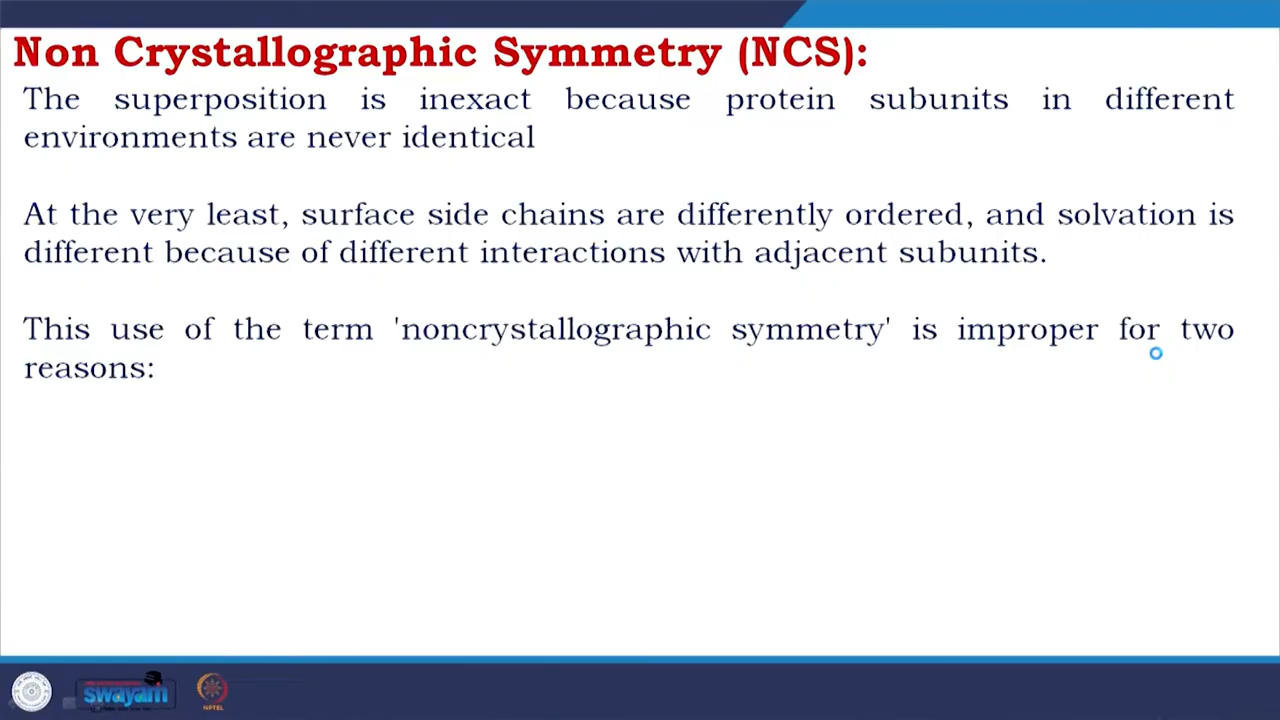 Non Crystallographic Symmetry (NCS):
The superposition is inexact because protein subunits in different
environments are never identical
At the very least, surface side chains are differently ordered, and solvation is
different because of different interactions with adjacent subunits.
This use of the term 'noncrystallographic symmetry' is improper for two
reasons:
swayam
NPTEL